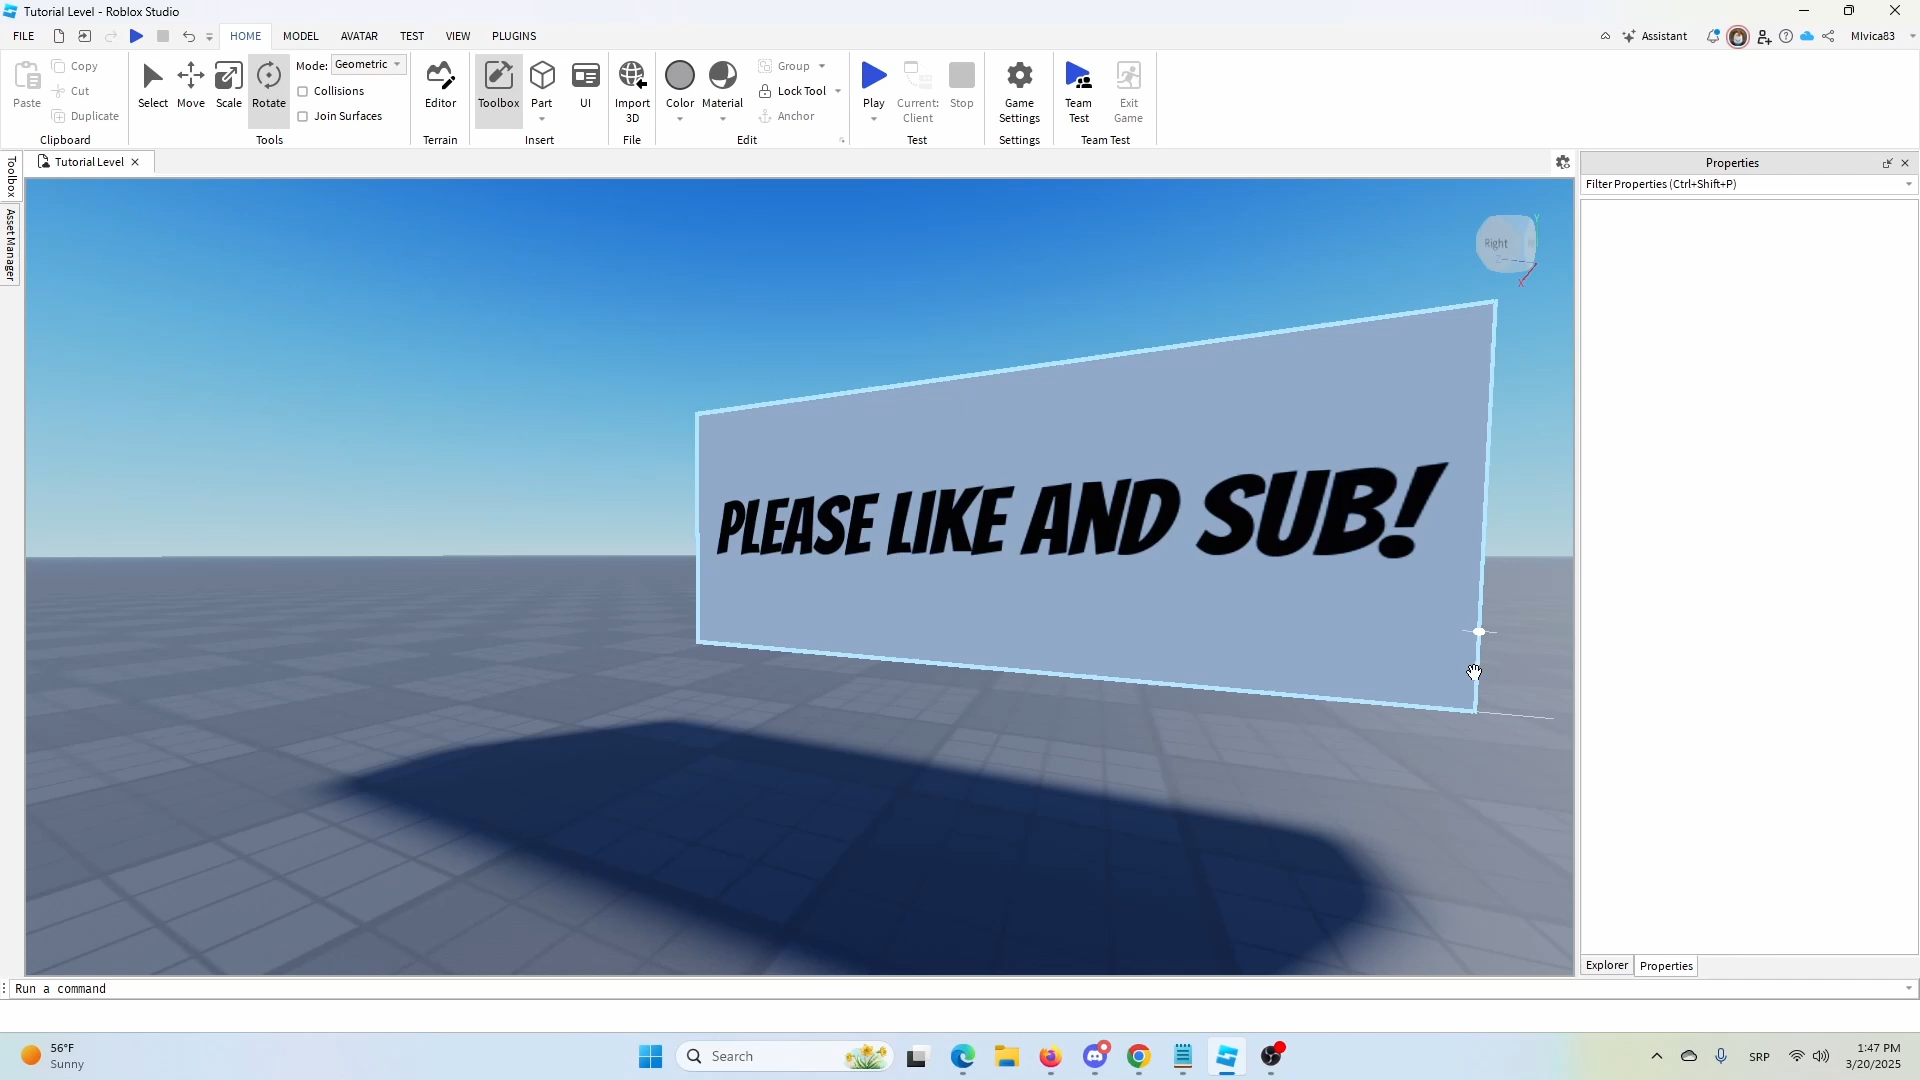 Tutorial Level - Roblox Studio
FILE HOME MODEL AVATAR TEST VIEW PLUGINS Assistant Mlvica83
Paste Copy Cut Duplicate
Clipboard
Select Move Scale Rotate Mode: Geometric Collisions Join Surfaces
Tools
Editor
Terrain
Toolbox Part UI
Insert
Import 3D
File
Color Material Group Lock Tool Anchor
Edit
Play Current: Client Stop
Test
Game Settings
Settings
Team Test Exit Game
Team Test
Toolbox
Asset Manager
Tutorial Level
Properties
Filter Properties (Ctrl+Shift+P)
Right
Y
Z
X
PLEASE LIKE AND SUB!
Explorer Properties
Run a command
56°F
Sunny
Search
SRP
1:47 PM
3/20/2025